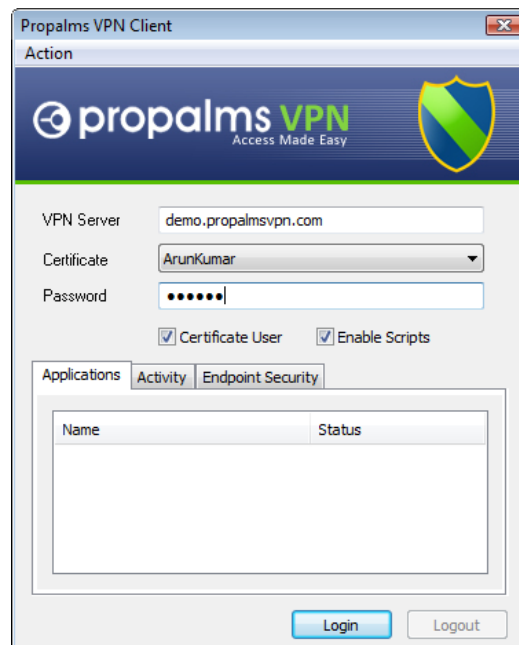 Propalms VPN Client
Action
propalms VPN
Access Made Easy
VPN Server demo.propalmsvpn.com
Certificate ArunKumar
Password ••••••
Certificate User Enable Scripts
Applications Activity Endpoint Security
Name Status
Login Logout